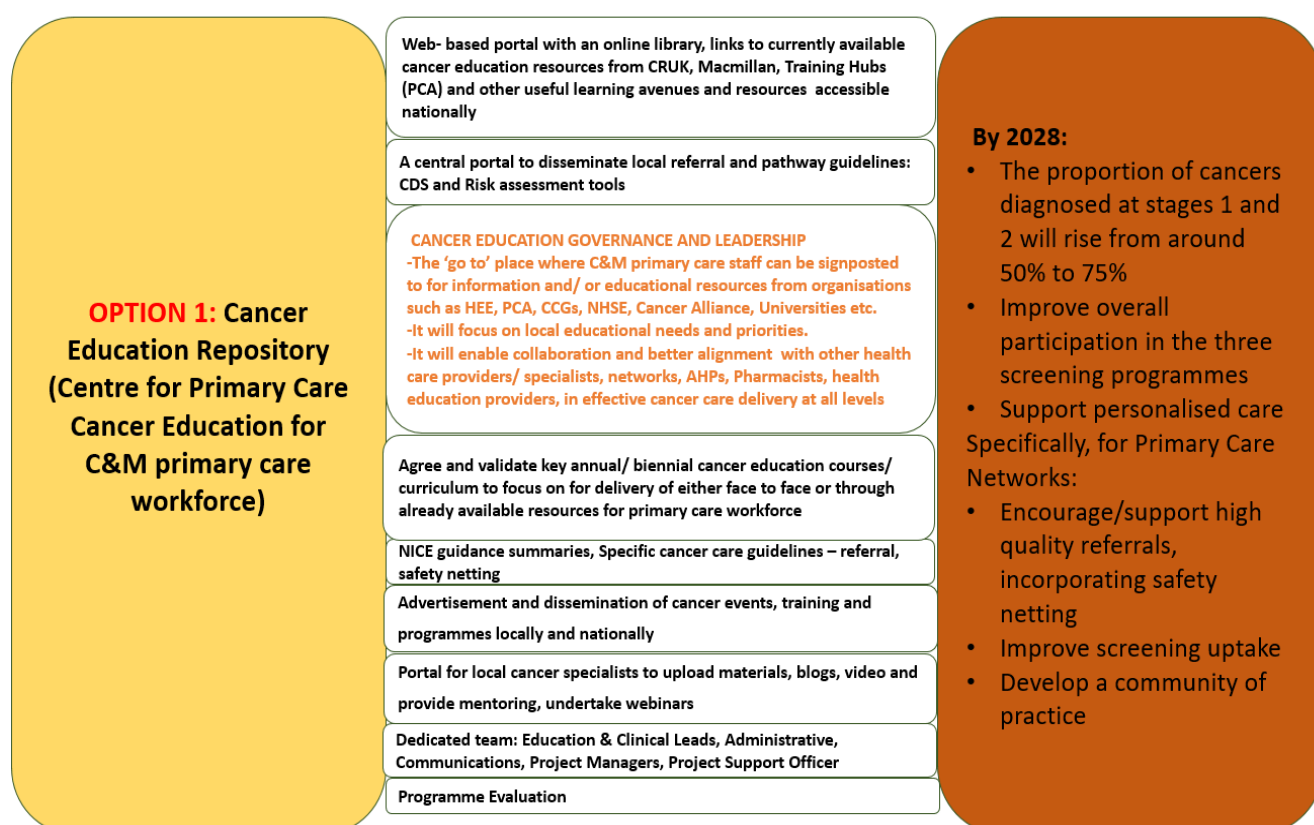 OPTION 1: Cancer
Education Repository
(Centre for Primary Care
Cancer Education for
C&M primary care
workforce)
Web- based portal with an online library, links to currently available
cancer education resources from CRUK, Macmillan, Training Hubs
(PCA) and other useful learning avenues and resources accessible
nationally
A central portal to disseminate local referral and pathway guidelines:
CDS and Risk assessment tools
CANCER EDUCATION GOVERNANCE AND LEADERSHIP
-The ‘go to’ place where C&M primary care staff can be signposted
to for information and/ or educational resources from organisations
such as HEE, PCA, CCGs, NHSE, Cancer Alliance, Universities etc.
-It will focus on local educational needs and priorities.
-It will enable collaboration and better alignment with other health
care providers/ specialists, networks, AHPs, Pharmacists, health
education providers, in effective cancer care delivery at all levels
Agree and validate key annual/ biennial cancer education courses/
curriculum to focus on for delivery of either face to face or through
already available resources for primary care workforce
NICE guidance summaries, Specific cancer care guidelines – referral,
safety netting
Advertisement and dissemination of cancer events, training and
programmes locally and nationally
Portal for local cancer specialists to upload materials, blogs, video and
provide mentoring, undertake webinars
Dedicated team: Education & Clinical Leads, Administrative,
Communications, Project Managers, Project Support Officer
Programme Evaluation
By 2028:
• The proportion of cancers
diagnosed at stages 1 and
2 will rise from around
50% to 75%
• Improve overall
participation in the three
screening programmes
• Support personalised care
Specifically, for Primary Care
Networks:
• Encourage/support high
quality referrals,
incorporating safety
netting
• Improve screening uptake
• Develop a community of
practice